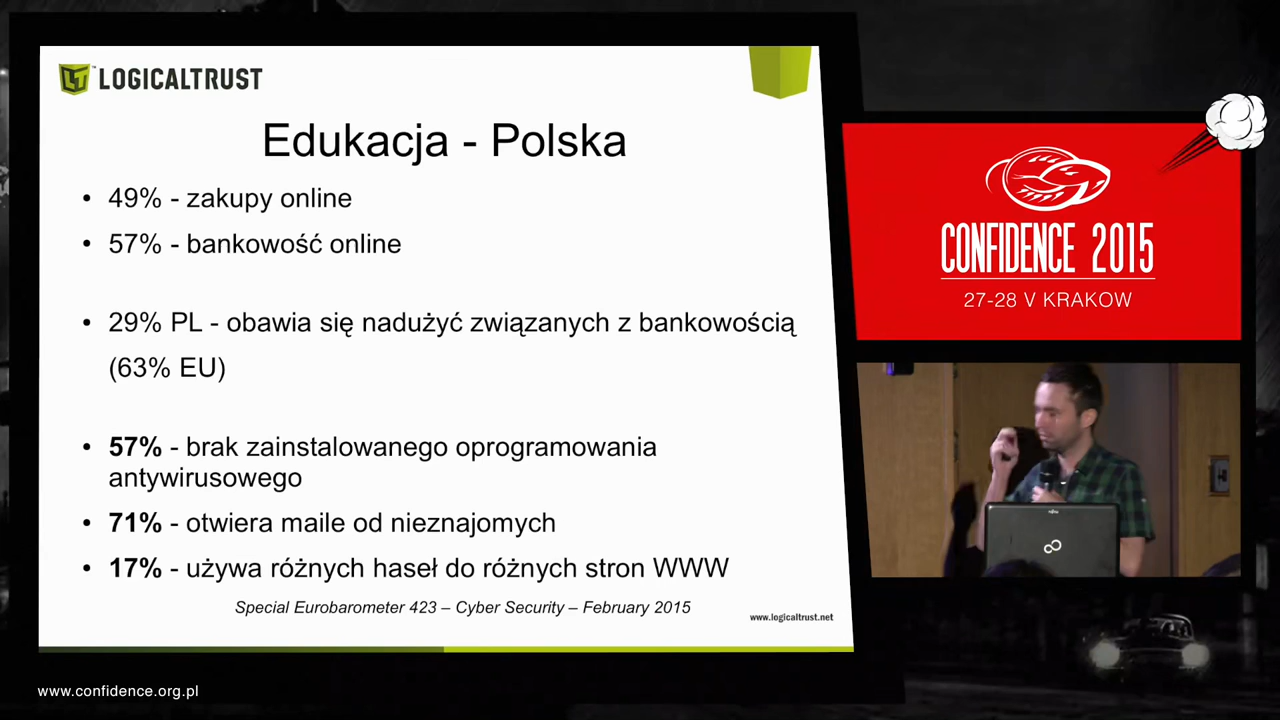 LOGICALTRUST
Edukacja - Polska
• 49% - zakupy online
• 57% - bankowość online
• 29% PL - obawia się nadużyć związanych z bankowością
(63% EU)
• 57% - brak zainstalowanego oprogramowania
antywirusowego
• 71% - otwiera maile od nieznajomych
• 17% - używa różnych haseł do różnych stron WWW
Special Eurobarometer 423 – Cyber Security – February 2015
www.logicaltrust.net
CONFIDENCE 2015
27-28 V KRAKOW
www.confidence.org.pl